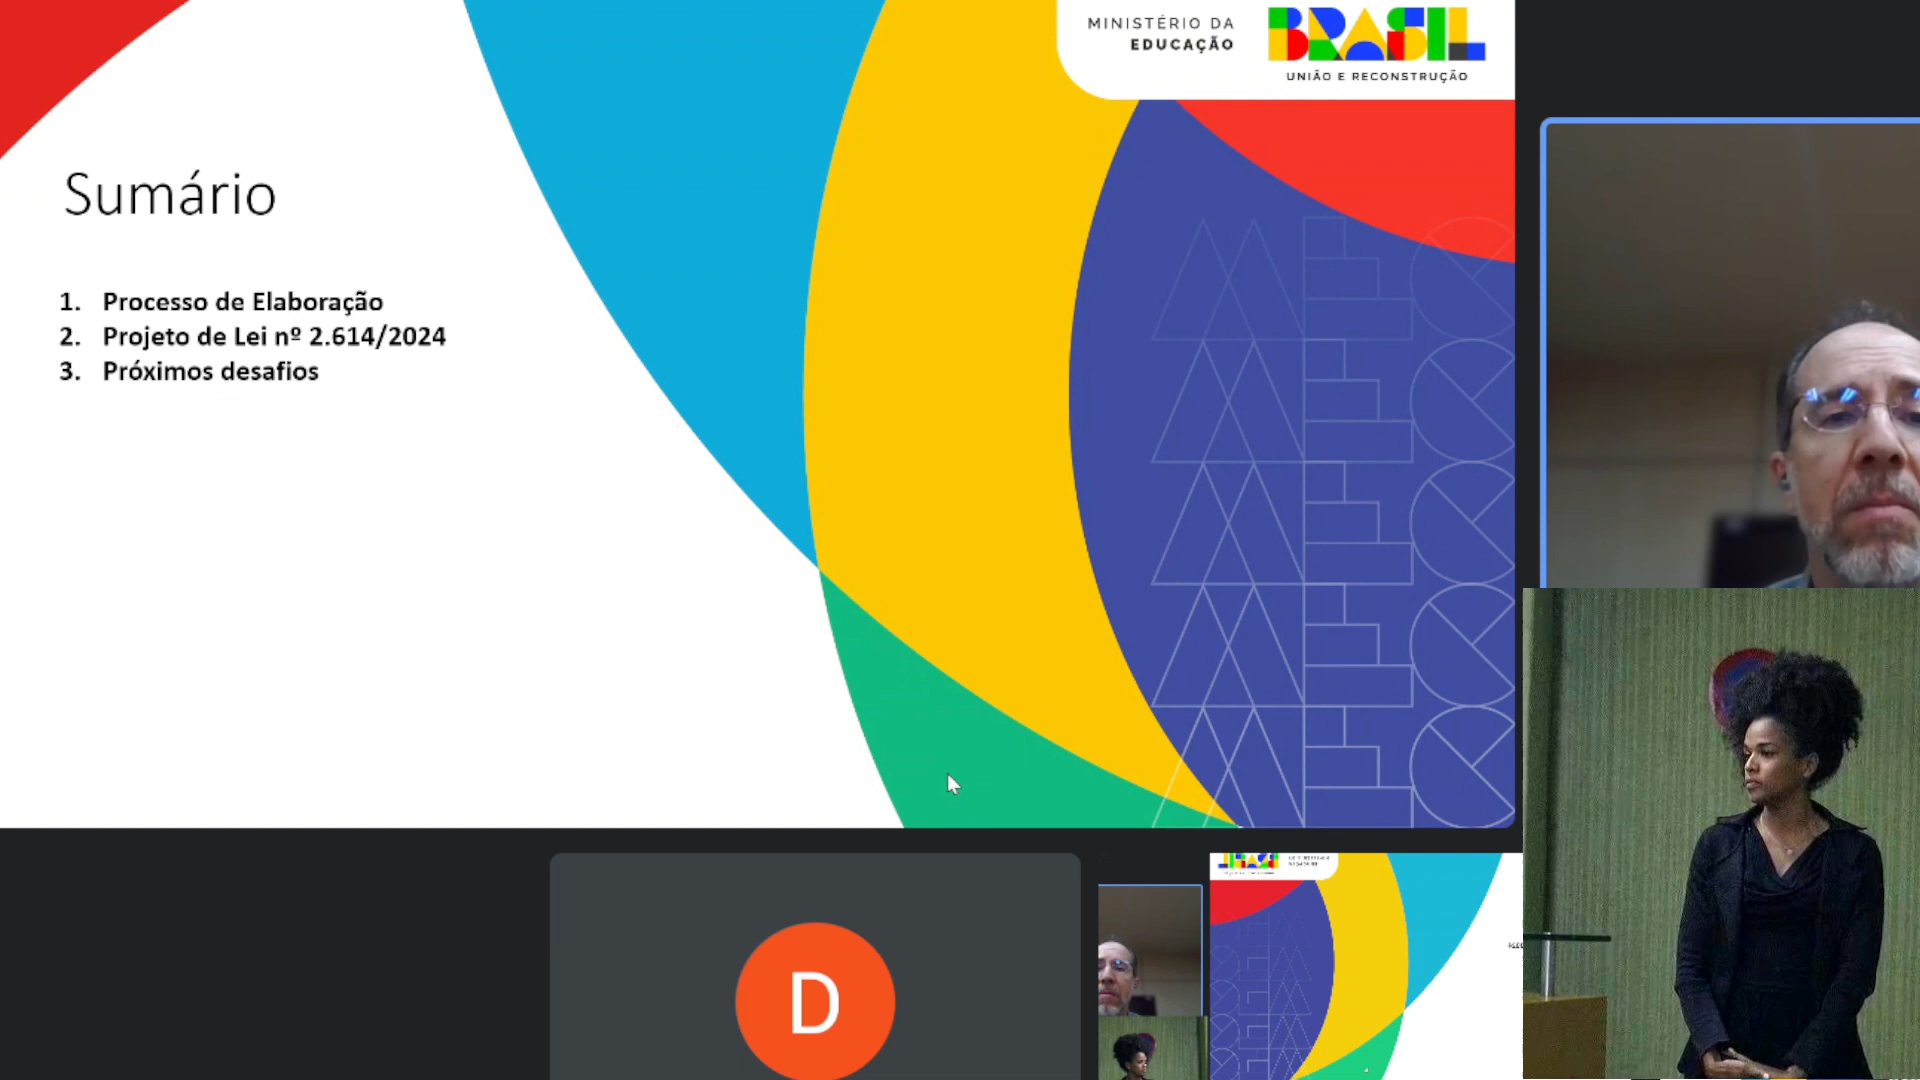 MINISTÉRIO DA
EDUCAÇÃO
BRASIL
UNIÃO E RECONSTRUÇÃO
Sumário
1. Processo de Elaboração
2. Projeto de Lei nº 2.614/2024
3. Próximos desafios
D